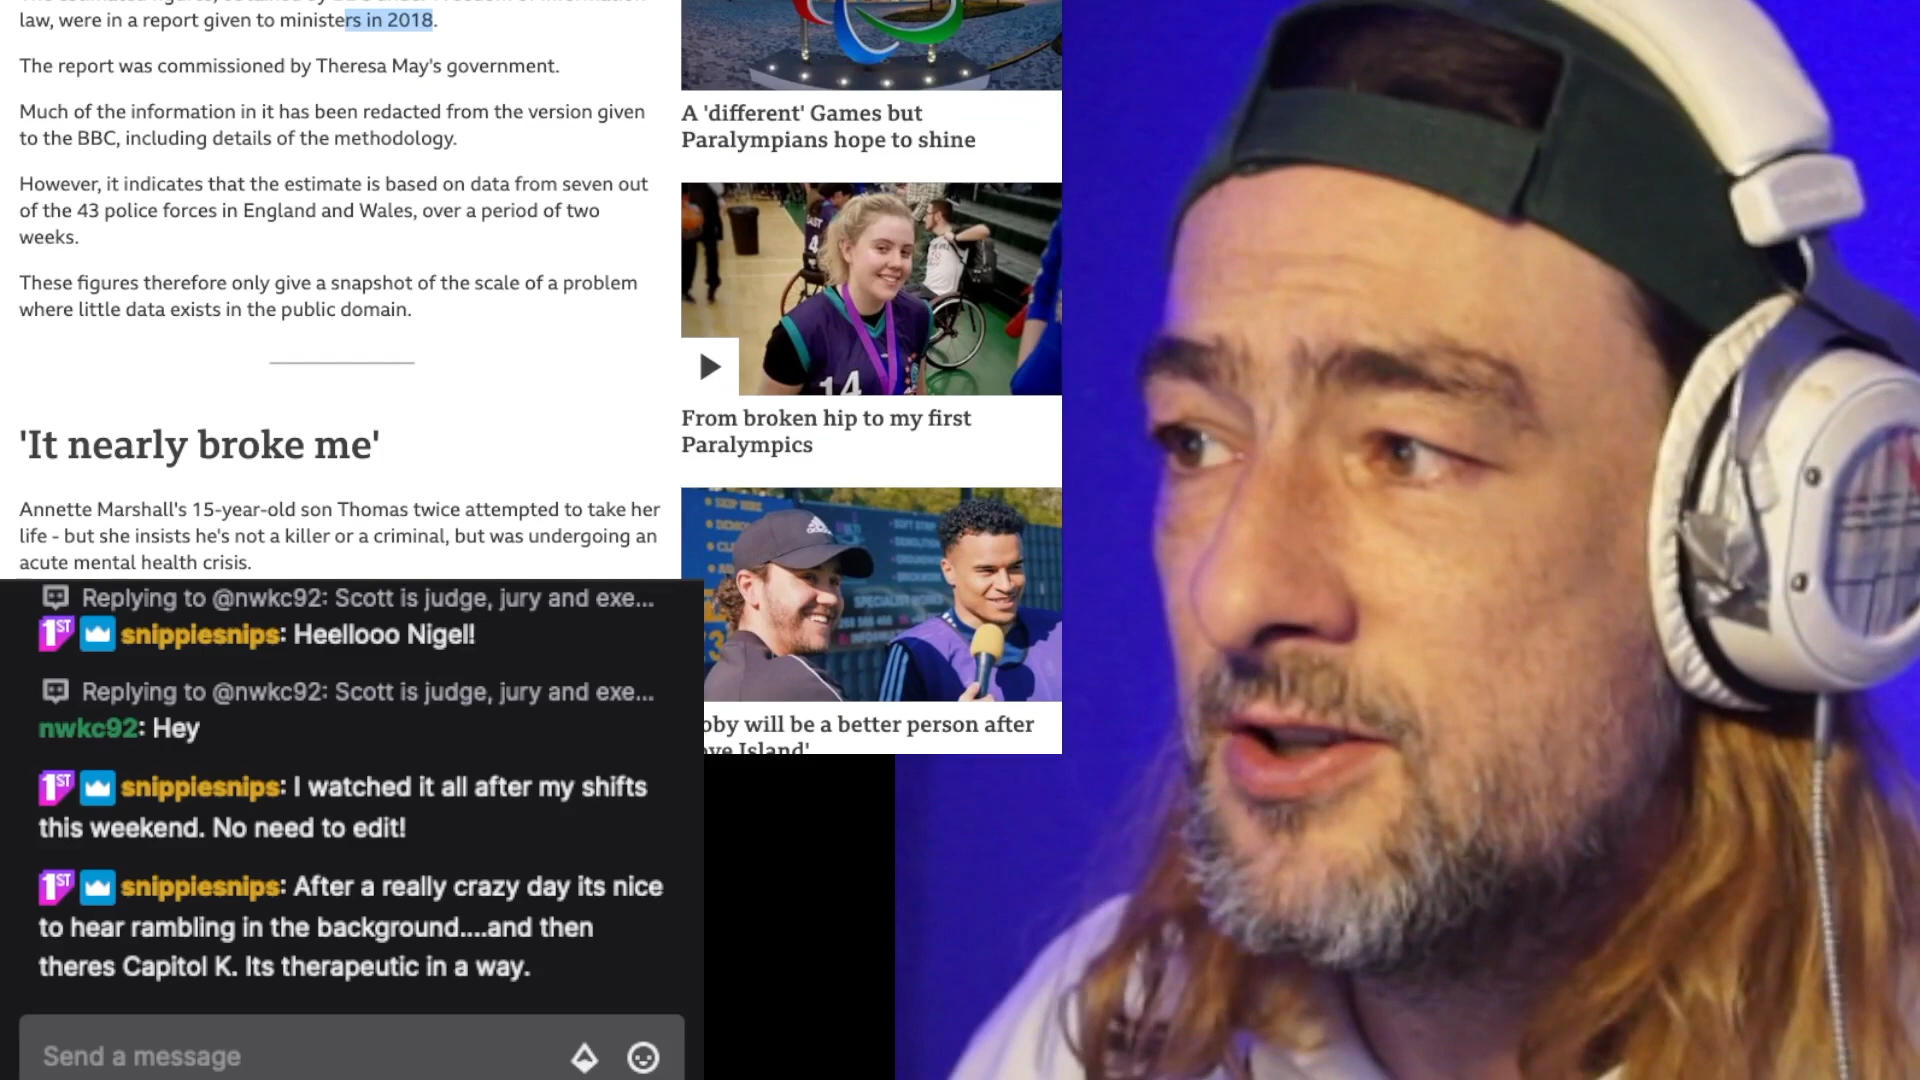 law, were in a report given to ministers in 2018.
The report was commissioned by Theresa May's government.
Much of the information in it has been redacted from the version given
to the BBC, including details of the methodology.
However, it indicates that the estimate is based on data from seven out
of the 43 police forces in England and Wales, over a period of two
weeks.
These figures therefore only give a snapshot of the scale of a problem
where little data exists in the public domain.
'It nearly broke me'
Annette Marshall's 15-year-old son Thomas twice attempted to take her
life - but she insists he's not a killer or a criminal, but was undergoing an
acute mental health crisis.
A 'different' Games but
Paralympians hope to shine
14
From broken hip to my first
Paralympics
adidas
oby will be a better person after
ove Island'
Replying to @nwkc92: Scott is judge, jury and exe...
1ST snippiesnips: Heellooo Nigel!
Replying to @nwkc92: Scott is judge, jury and exe...
nwkc92: Hey
1ST snippiesnips: I watched it all after my shifts
this weekend. No need to edit!
1ST snippiesnips: After a really crazy day its nice
to hear rambling in the background....and then
theres Capitol K. Its therapeutic in a way.
Send a message